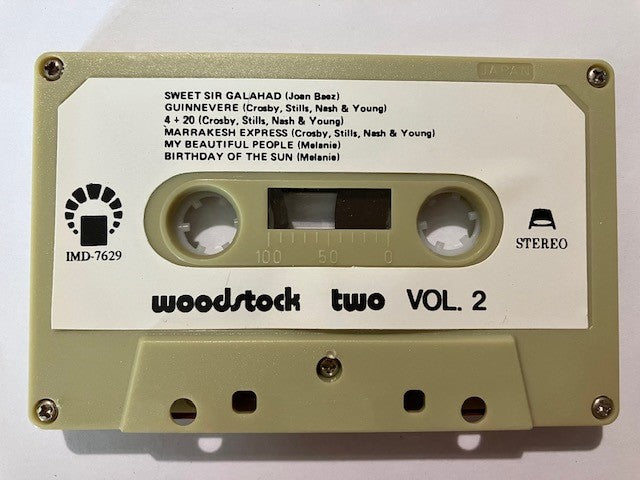 JAPAN
SWEET SIR GALAHAD (Joan Baez)
GUINNEVERE (Crosby, Stills, Nash & Young)
4 + 20 (Crosby, Stills, Nash & Young)
MARRAKESH EXPRESS (Crosby, Stills, Nash & Young)
MY BEAUTIFUL PEOPLE (Melanie)
BIRTHDAY OF THE SUN (Melanie)
IMD-7629
STEREO
100 50 0
woodstock two VOL. 2